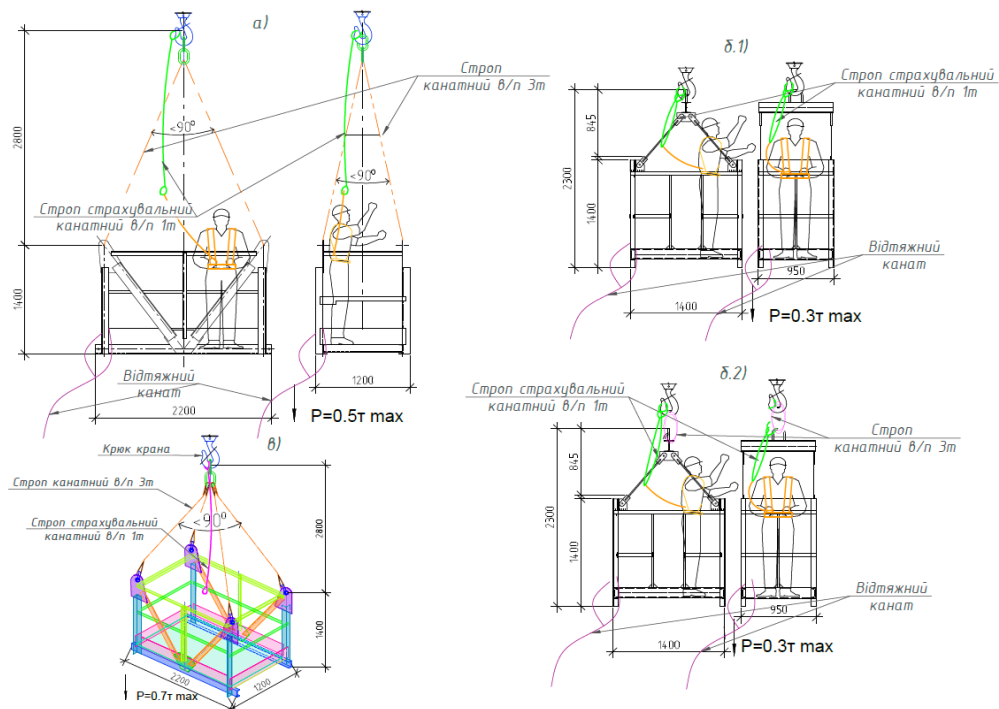 а)
Строп
канатний в/п 3т
2800
<90°
<90°
Строп страхувальний
канатний в/п 1т
1400
Відтяжний
канат
2200
1200
P=0.5т max
б.1)
Строп страхувальний
канатний в/п 1т
845
2300
1400
Відтяжний
канат
950
1400
P=0.3т max
б.2)
Строп страхувальний
канатний в/п 1т
Строп
канатний в/п 3т
845
2300
1400
Відтяжний
канат
950
1400
P=0.3т max
в)
Крюк крана
Строп канатний в/п 3т
<90°
Строп страхувальний
канатний в/п 1т
2800
1400
2200
1200
P=0.7т max